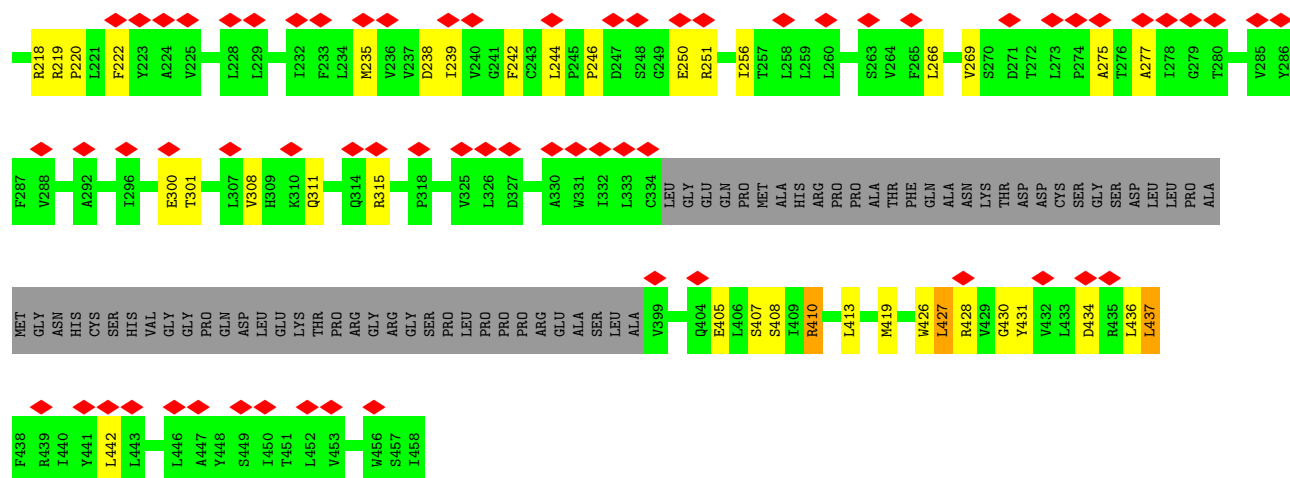 R218 R219 P220 L221 F222 Y223 A224 V225 L228 L229 I232 F233 L234 M235 V236 V237 D238 I239 V240 G241 F242 C243 L244 P245 P246 D247 S248 G249 E250 R251 I256 T257 L258 L259 L260 S263 V264 F265 L266 V269 S270 D271 T272 L273 P274 A275 T276 A277 I278 G279 T280 V285 Y286
F287 V288 A292 I296 E300 T301 L307 V308 H309 K310 Q311 Q314 R315 P318 V325 L326 D327 A330 W331 I332 L333 C334 LEU GLY GLU GLN PRO MET ALA HIS ARG PRO PRO ALA THR PHE GLN ALA ASN LYS THR ASP ASP CYS SER GLY SER ASP LEU LEU PRO ALA
MET GLY ASN HIS CYS SER HIS VAL GLY GLY PRO GLN ASP LEU GLU LYS THR PRO ARG GLY ARG GLY SER PRO LEU PRO PRO PRO ARG GLU ALA SER LEU ALA V399 Q404 E405 L406 S407 S408 I409 R410 L413 M419 W426 L427 R428 V429 G430 Y431 V432 L433 D434 R435 L436 L437
F438 R439 I440 Y441 L442 L443 L446 A447 Y448 S449 I450 T451 L452 V453 W456 S457 I458